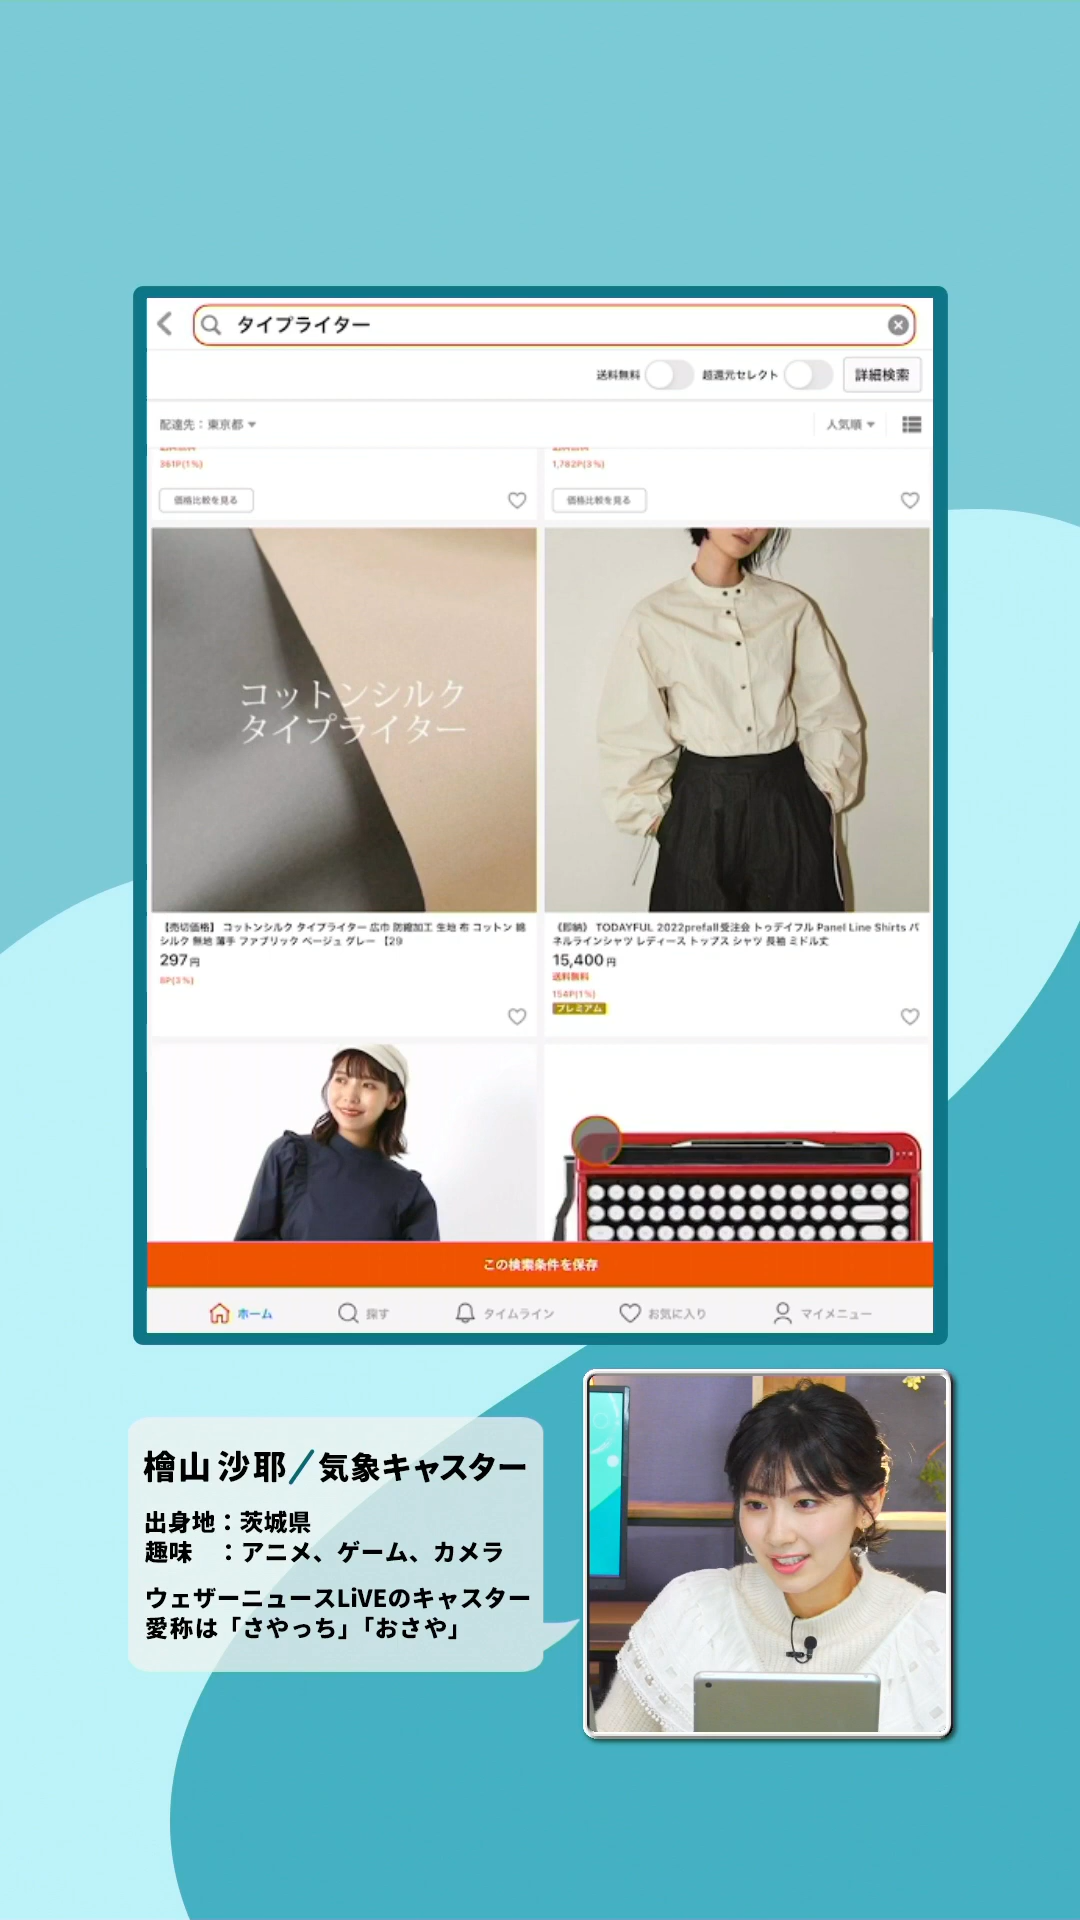 タイプライター
送料無料 超還元セレクト 詳細検索
配達先：東京都 人気順
361P(1%) 1,782P(3%)
価格比較を見る 価格比較を見る
コットンシルク
タイプライター
【売切価格】 コットンシルク タイプライター 広巾 防縮加工 生地 布 コットン 綿
シルク 無地 薄手 ファブリック ベージュ グレー 【29
297円
8P(3%)
《即納》 TODAYFUL 2022prefall受注会 トゥデイフル Panel Line Shirts パ
ネルラインシャツ レディース トップス シャツ 長袖 ミドル丈
15,400円
送料無料
154P(1%)
プレミアム
この検索条件を保存
ホーム 探す タイムライン お気に入り マイメニュー
檜山 沙耶／気象キャスター
出身地：茨城県
趣味　：アニメ、ゲーム、カメラ
ウェザーニュースLiVEのキャスター
愛称は「さやっち」「おさや」